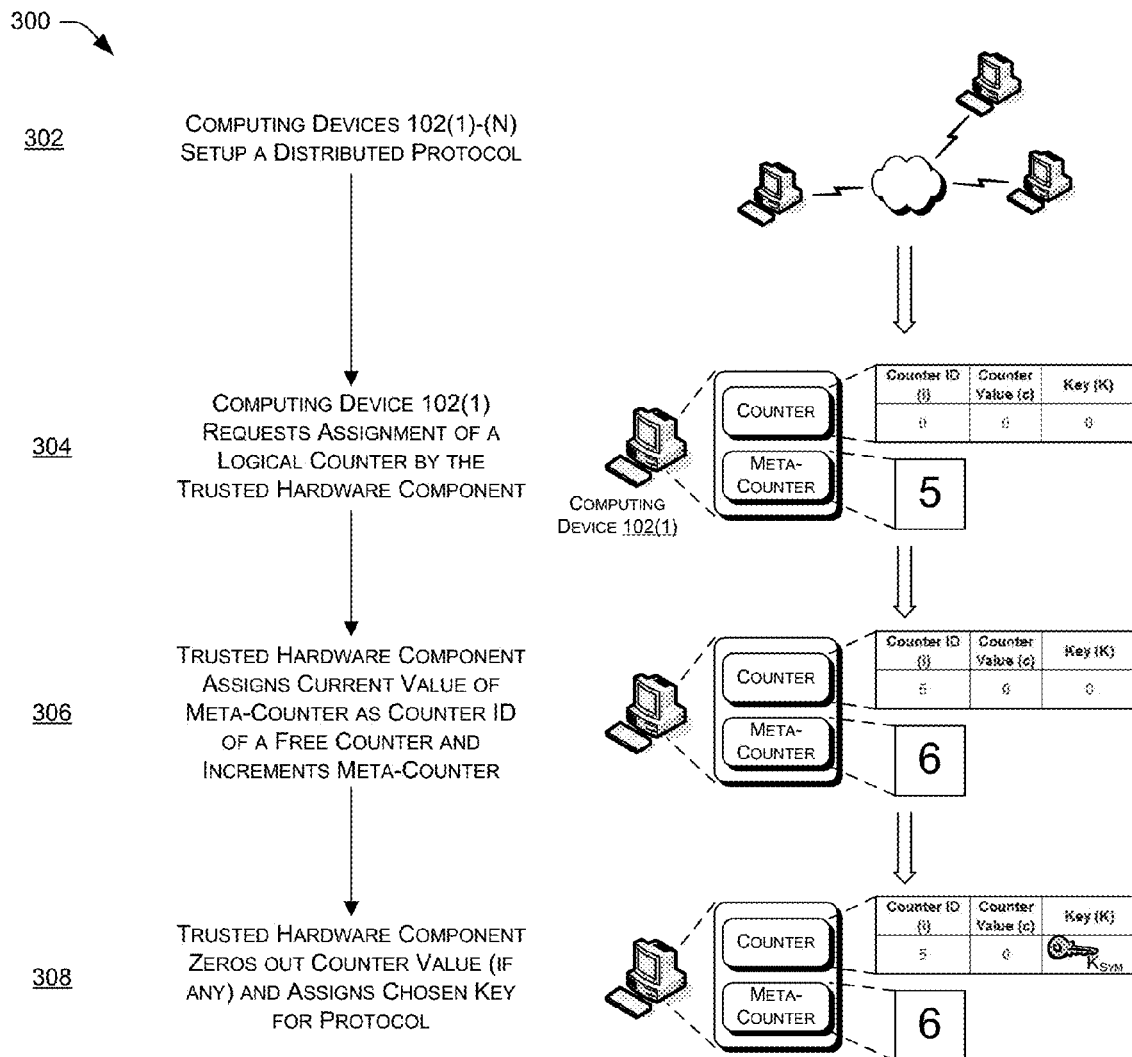 300
302
COMPUTING DEVICES 102(1)-(N)
SETUP A DISTRIBUTED PROTOCOL
304
COMPUTING DEVICE 102(1)
REQUESTS ASSIGNMENT OF A
LOGICAL COUNTER BY THE
TRUSTED HARDWARE COMPONENT
COMPUTING
DEVICE 102(1)
COUNTER
META-
COUNTER
Counter ID (i) Counter Value (c) Key (K)
0 0 0
5
306
TRUSTED HARDWARE COMPONENT
ASSIGNS CURRENT VALUE OF
META-COUNTER AS COUNTER ID
OF A FREE COUNTER AND
INCREMENTS META-COUNTER
COUNTER
META-
COUNTER
Counter ID (i) Counter Value (c) Key (K)
5 0 0
6
308
TRUSTED HARDWARE COMPONENT
ZEROS OUT COUNTER VALUE (IF
ANY) AND ASSIGNS CHOSEN KEY
FOR PROTOCOL
COUNTER
META-
COUNTER
Counter ID (i) Counter Value (c) Key (K)
5 0 KSYM
6